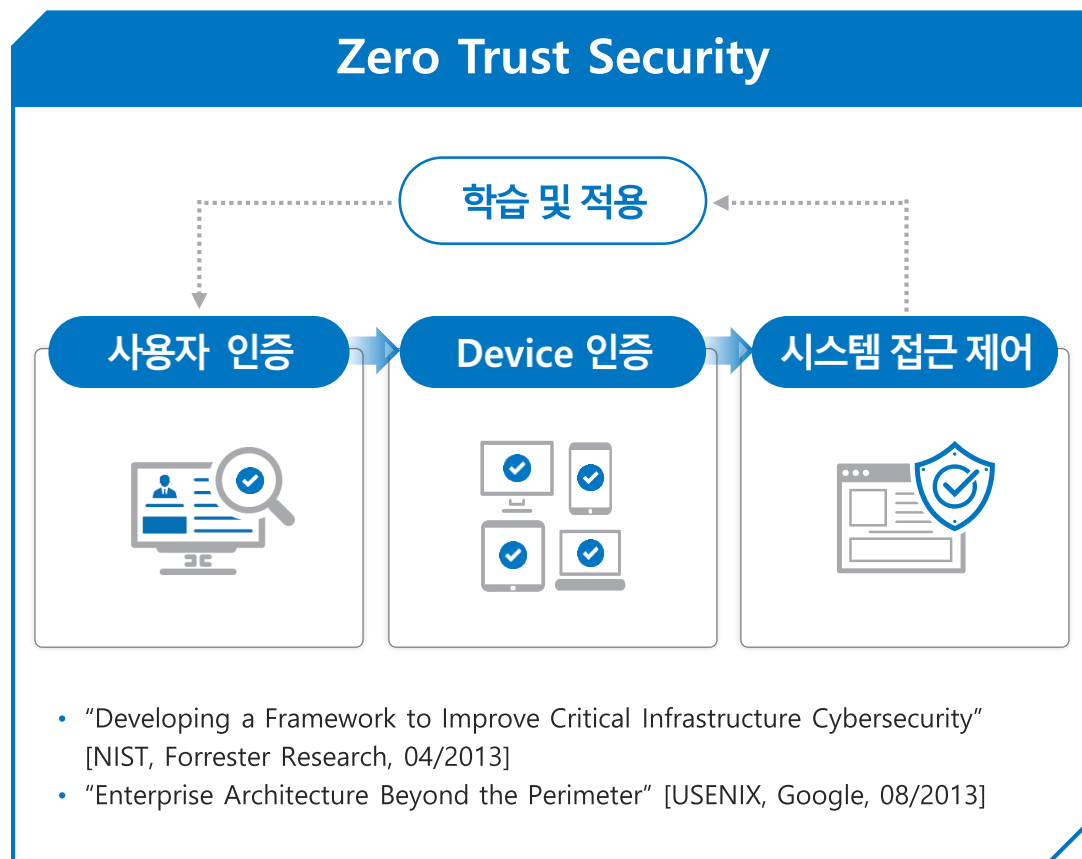 Zero Trust Security
학습 및 적용
사용자 인증
Device 인증
시스템 접근 제어
• “Developing a Framework to Improve Critical Infrastructure Cybersecurity”
[NIST, Forrester Research, 04/2013]
• “Enterprise Architecture Beyond the Perimeter” [USENIX, Google, 08/2013]